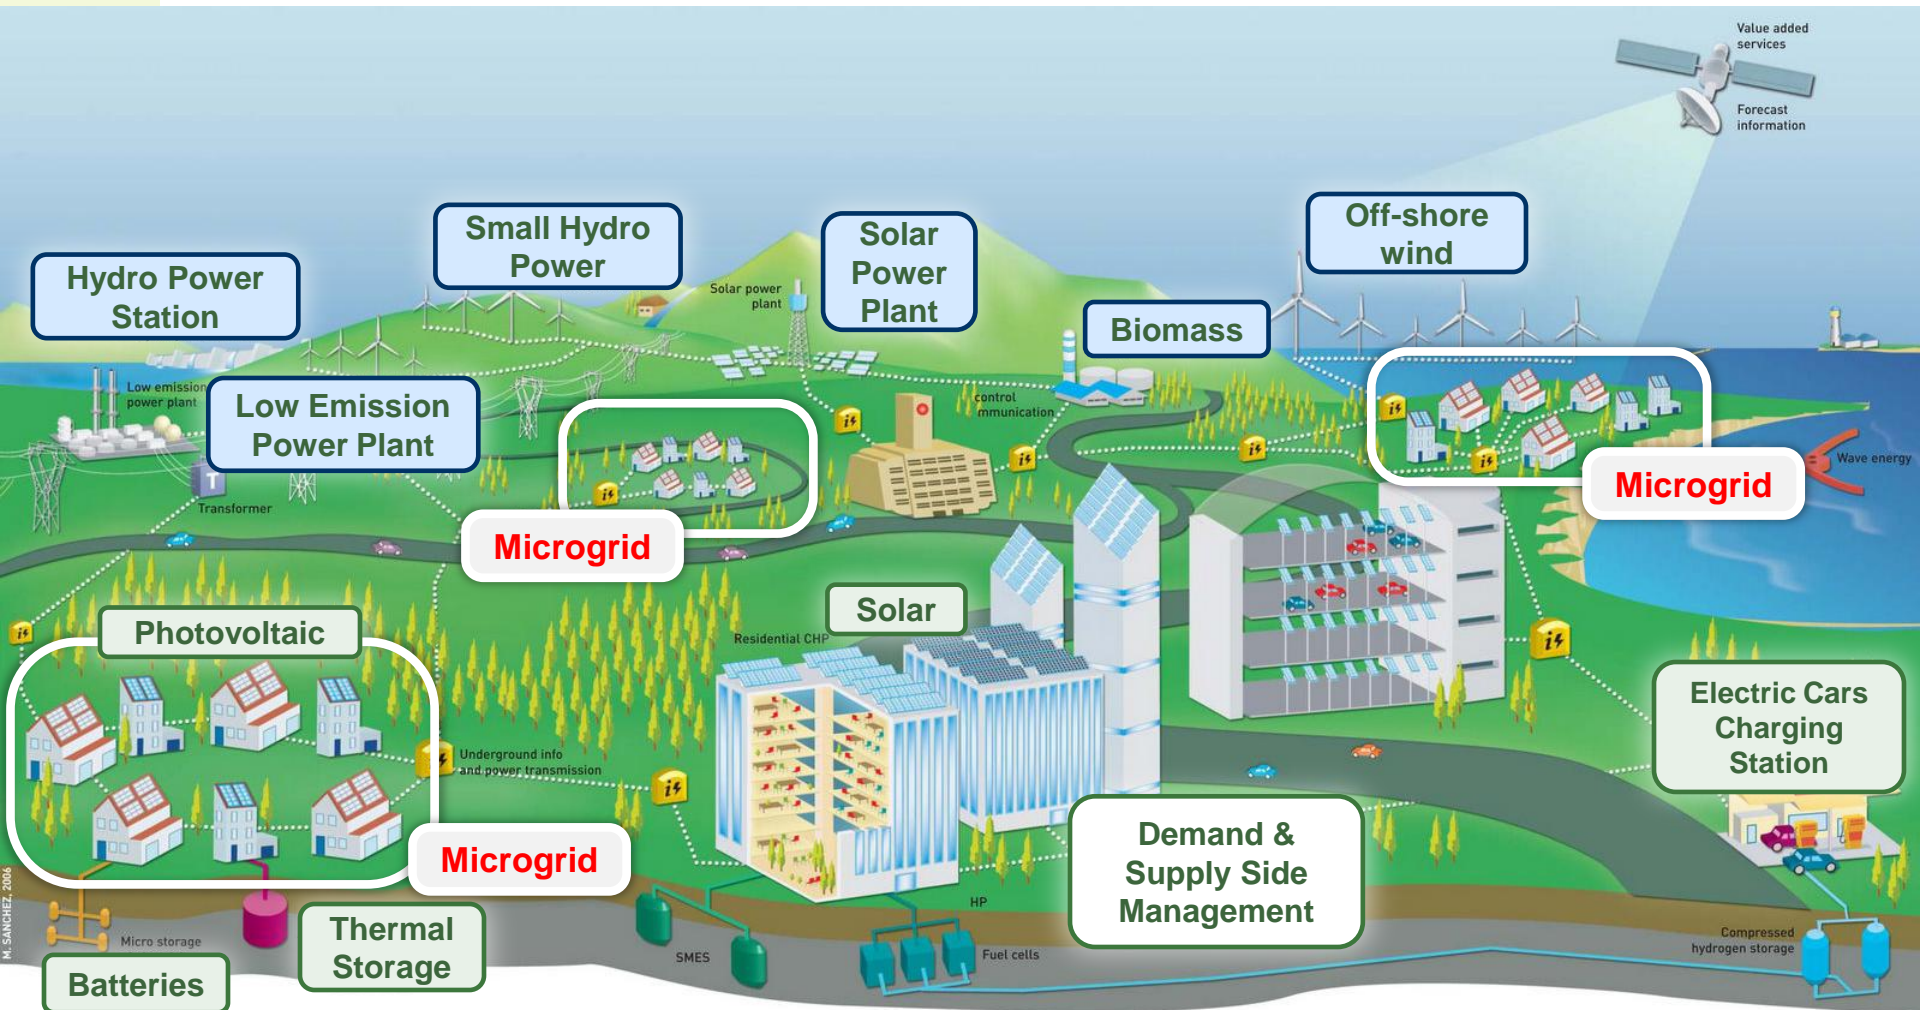 Value added
services
Forecast
information
Small Hydro
Power
Solar
Power
Plant
Off-shore
wind
Hydro Power
Station
Solar power
plant
Biomass
Low emission
power plant
Low Emission
Power Plant
control
mmunication
Microgrid
Wave energy
T
Transformer
Microgrid
Photovoltaic
Solar
Residential CHP
Electric Cars
Charging
Station
Underground info
and power transmission
Microgrid
Demand &
Supply Side
Management
M. SANCHEZ, 2006
Micro storage
Batteries
Thermal
Storage
SMES
HP
Fuel cells
Compressed
hydrogen storage